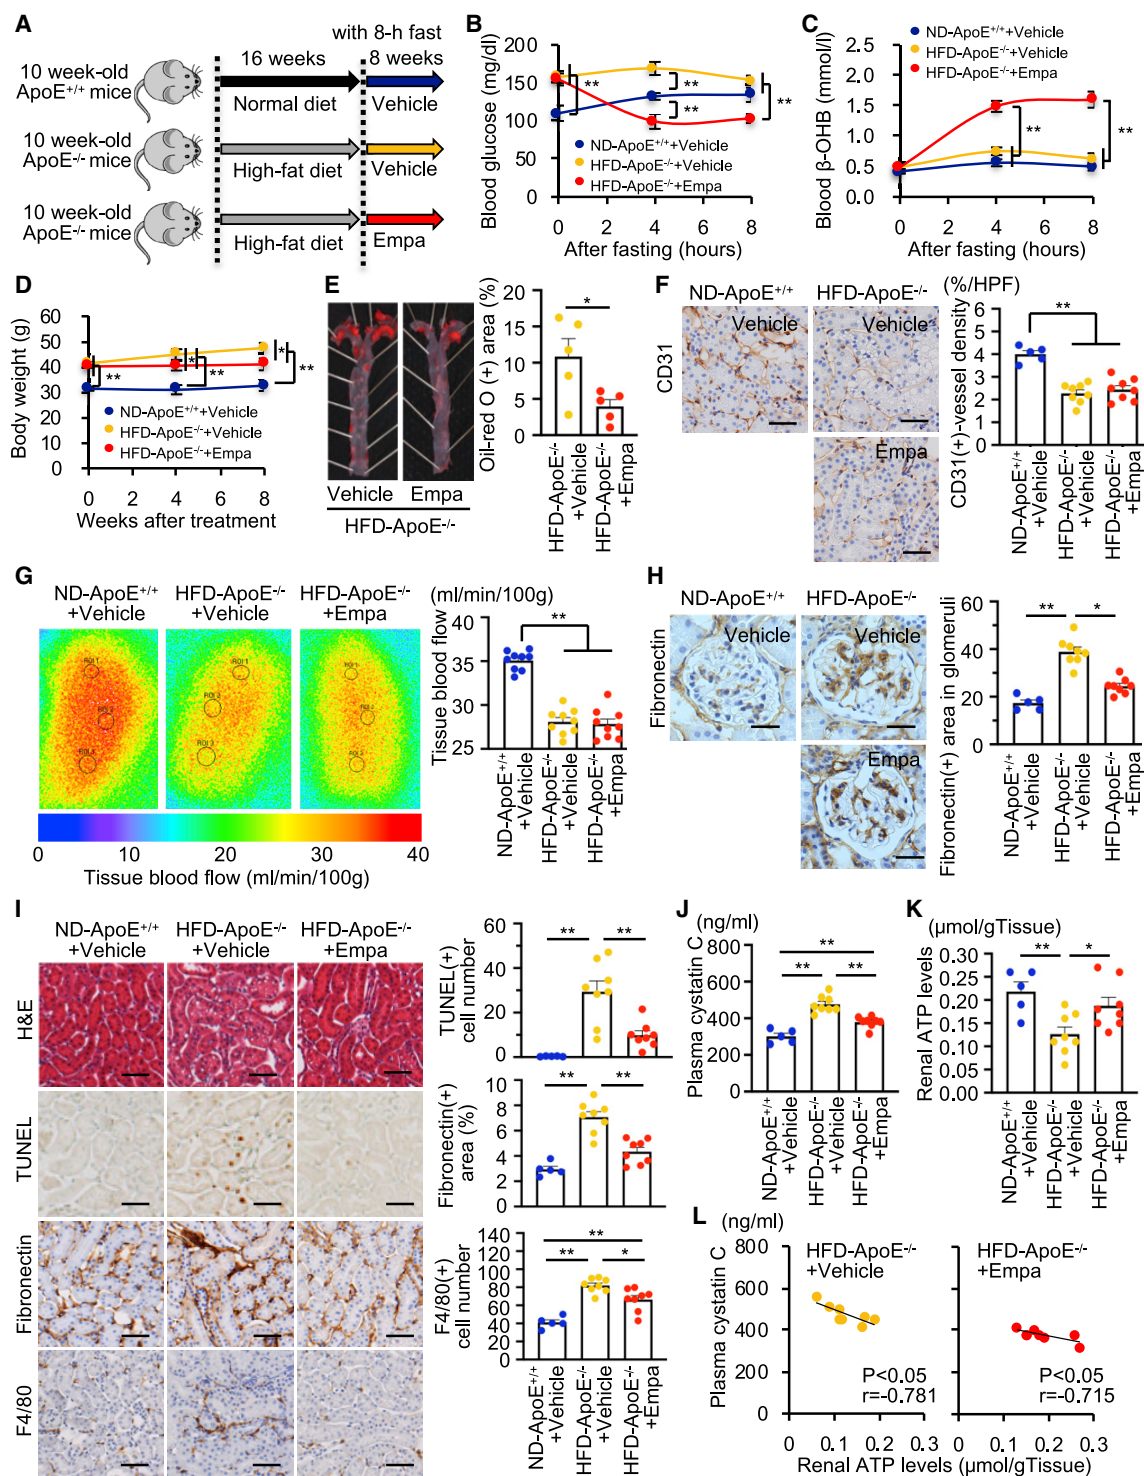 A
with 8-h fast
16 weeks
8 weeks
10 week-old
ApoE+/+ mice
Normal diet
Vehicle
10 week-old
ApoE-/- mice
High-fat diet
Vehicle
10 week-old
ApoE-/- mice
High-fat diet
Empa
B
Blood glucose (mg/dl)
200
150
100
50
0
**
**
**
**
ND-ApoE+/++Vehicle
HFD-ApoE-/-+Vehicle
HFD-ApoE-/-+Empa
0 2 4 6 8
After fasting (hours)
C
Blood β-OHB (mmol/l)
2.5
2.0
1.5
1.0
0.5
0
ND-ApoE+/++Vehicle
HFD-ApoE-/-+Vehicle
HFD-ApoE-/-+Empa
**
**
0 2 4 6 8
After fasting (hours)
D
Body weight (g)
60
50
40
30
20
10
0
**
*
**
*
**
ND-ApoE+/++Vehicle
HFD-ApoE-/-+Vehicle
HFD-ApoE-/-+Empa
0 2 4 6 8
Weeks after treatment
E
Vehicle
Empa
HFD-ApoE-/-
Oil-red O (+) area (%)
20
15
10
5
0
*
HFD-ApoE-/-
+Vehicle
HFD-ApoE-/-
+Empa
F
ND-ApoE+/+
HFD-ApoE-/-
CD31
Vehicle
Vehicle
Empa
(%/HPF)
CD31(+)-vessel density
6
5
4
3
2
1
0
**
ND-ApoE+/+
+Vehicle
HFD-ApoE-/-
+Vehicle
HFD-ApoE-/-
+Empa
G
ND-ApoE+/+
+Vehicle
HFD-ApoE-/-
+Vehicle
HFD-ApoE-/-
+Empa
ROI 1
ROI 2
ROI 3
ROI 1
ROI 2
ROI 3
ROI 1
ROI 2
ROI 3
0 10 20 30 40
Tissue blood flow (ml/min/100g)
(ml/min/100g)
Tissue blood flow
35
35
30
25
**
ND-ApoE+/+
+Vehicle
HFD-ApoE-/-
+Vehicle
HFD-ApoE-/-
+Empa
H
ND-ApoE+/+
HFD-ApoE-/-
Fibronectin
Vehicle
Vehicle
Empa
Fibronectin(+) area in glomeruli
60
40
20
0
**
*
ND-ApoE+/+
+Vehicle
HFD-ApoE-/-
+Vehicle
HFD-ApoE-/-
+Empa
I
ND-ApoE+/+
+Vehicle
HFD-ApoE-/-
+Vehicle
HFD-ApoE-/-
+Empa
H&E
TUNEL
Fibronectin
F4/80
TUNEL(+)
cell number
60
40
20
0
**
**
Fibronectin(+)
area (%)
10
8
6
4
2
0
**
**
F4/80(+)
cell number
140
120
100
80
60
40
20
0
**
**
*
ND-ApoE+/+
+Vehicle
HFD-ApoE-/-
+Vehicle
HFD-ApoE-/-
+Empa
J
(ng/ml)
Plasma cystatin C
800
600
400
200
0
**
**
**
ND-ApoE+/+
+Vehicle
HFD-ApoE-/-
+Vehicle
HFD-ApoE-/-
+Empa
K
(μmol/gTissue)
Renal ATP levels
0.30
0.25
0.20
0.15
0.10
0.05
0.00
**
*
ND-ApoE+/+
+Vehicle
HFD-ApoE-/-
+Vehicle
HFD-ApoE-/-
+Empa
L
(ng/ml)
Plasma cystatin C
800
600
400
200
0
HFD-ApoE-/-
+Vehicle
P<0.05
r=-0.781
0 0.1 0.2 0.3
HFD-ApoE-/-
+Empa
P<0.05
r=-0.715
0 0.1 0.2 0.3
Renal ATP levels (μmol/gTissue)